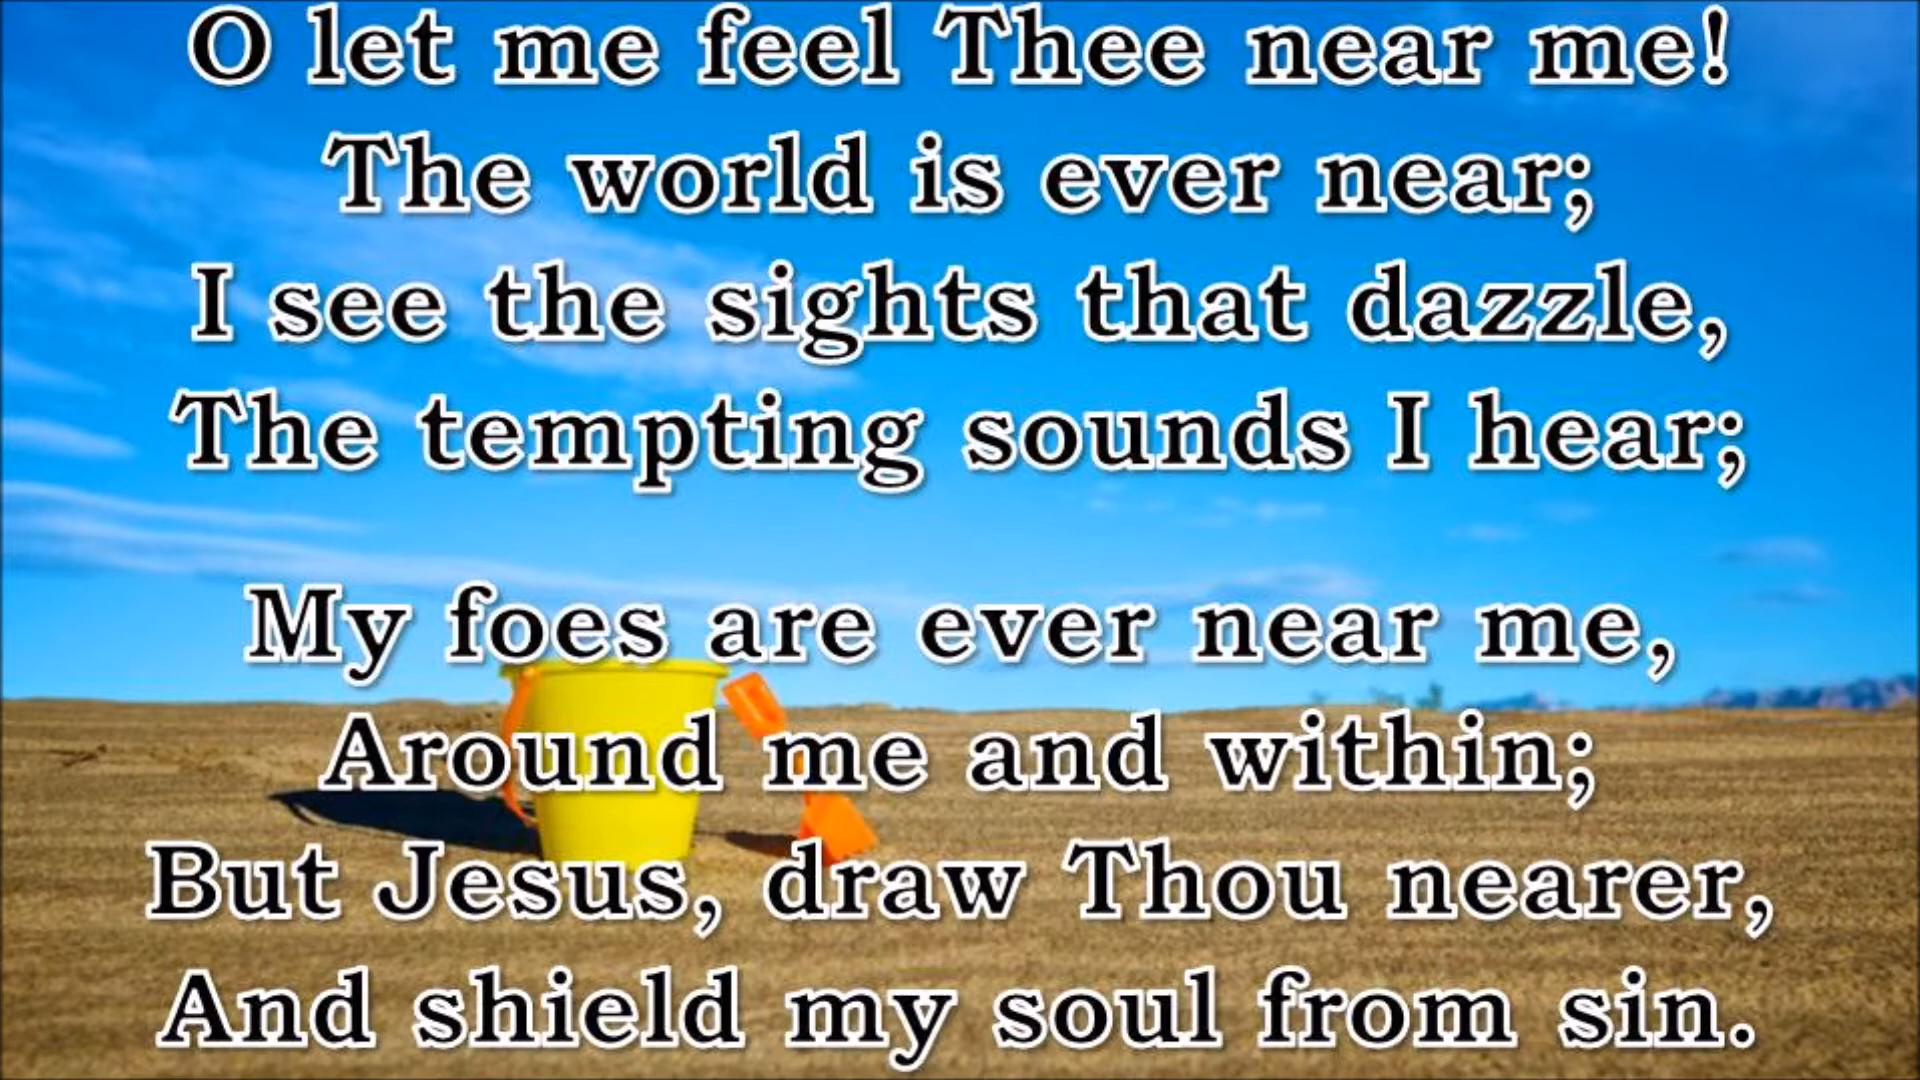 O let me feel Thee near me!
The world is ever near;
I see the sights that dazzle,
The tempting sounds I hear;
My foes are ever near me,
Around me and within;
But Jesus, draw Thou nearer,
And shield my soul from sin.